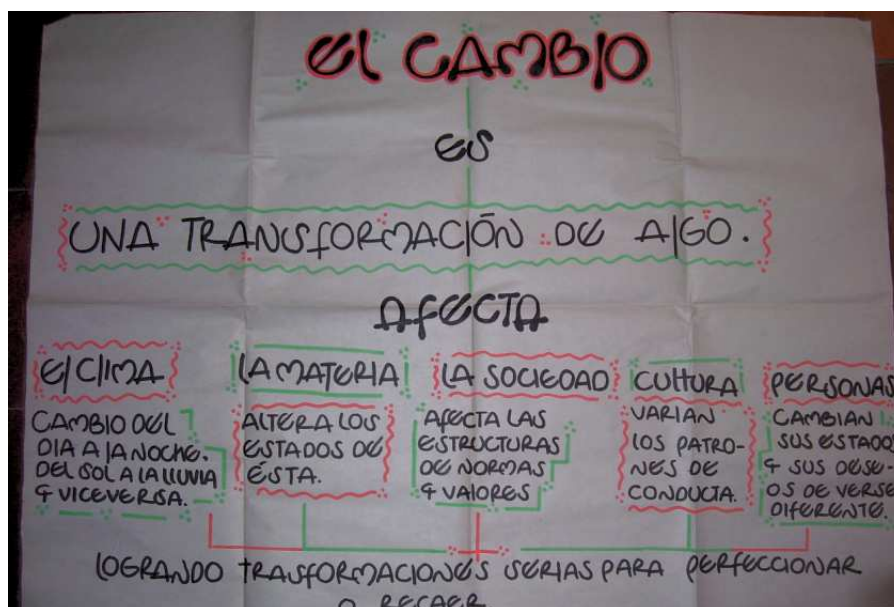 El CAMBIO
ES
UNA TRANSFORMACIÓN DE AlGO.
AFECTA
El ClIMA
CAMBIO DEL
DIA A lA NOCHE.
DEL SOL A LA llUVIA
& VICEVERSA.
LA MATERIA
ALTERA LOS
ESTADOS DE
ÉSTA.
LA SOCIEDAD
AFECTA LAS
ESTRUCTURAS
DE NORMAS
& VAlORES
CUlTURA
VARIAN
LOS PATRO-
NES DE
CONDUCTA.
PERSONAS
CAMBIAN
SUS ESTADOS
& SUS DESE-
OS DE VERSE
DIFERENTE.
LOGRANDO TRASFORMACIONES SERIAS PARA PERFECCIONAR
O RECAER